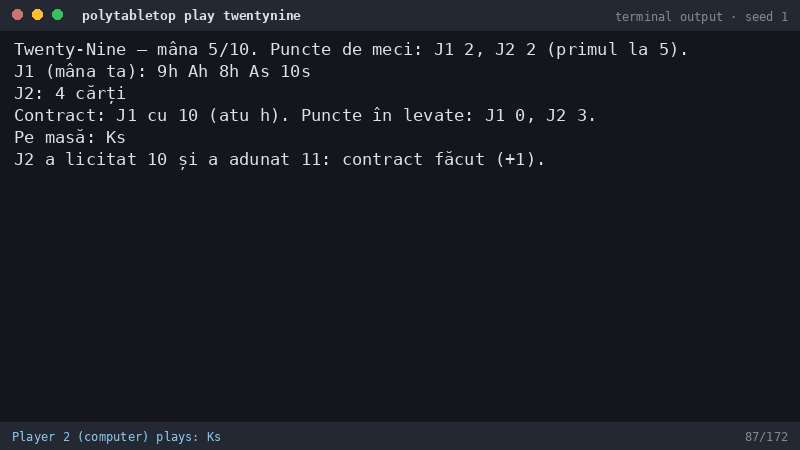 polytabletop play twentynine
terminal output · seed 1
Twenty-Nine — mâna 5/10. Puncte de meci: J1 2, J2 2 (primul la 5).
J1 (mâna ta): 9h Ah 8h As 10s
J2: 4 cărți
Contract: J1 cu 10 (atu h). Puncte în levate: J1 0, J2 3.
Pe masă: Ks
J2 a licitat 10 și a adunat 11: contract făcut (+1).
Player 2 (computer) plays: Ks
87/172